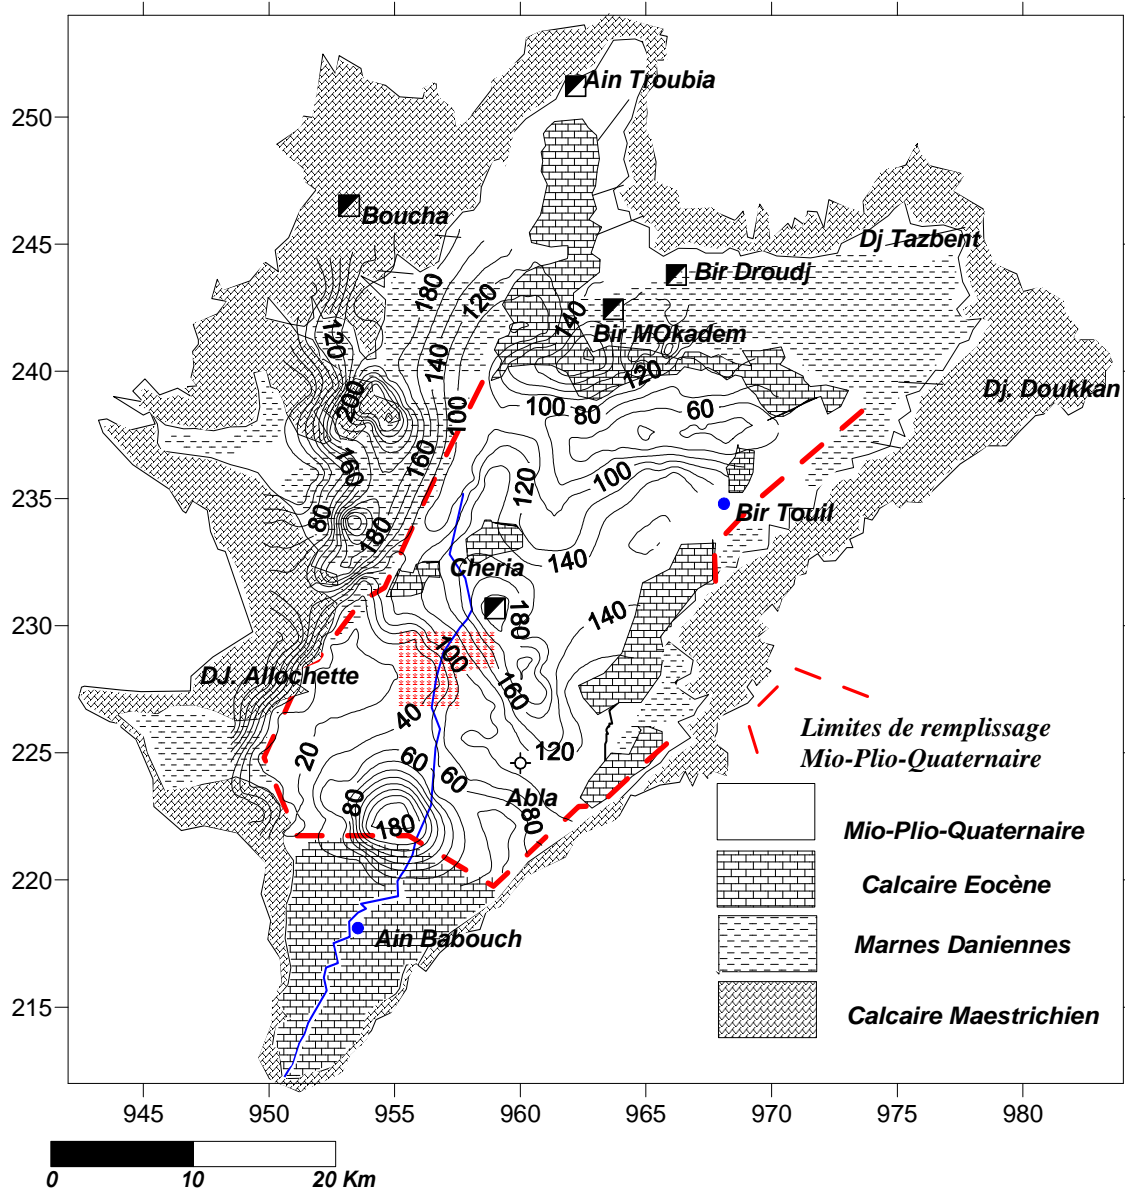 Ain Troubia
250
Boucha
245
Dj Tazbent
Bir Droudj
180
120
140
120
Bir MOkadem
140
120
240
Dj. Doukkan
200
100
100
80
60
160
160
120
100
235
80
Bir Touil
180
140
Cheria
180
140
230
100
DJ. Allochette
160
40
Limites de remplissage
Mio-Plio-Quaternaire
225
20
60
120
60
Abla
80
80
180
Mio-Plio-Quaternaire
220
Calcaire Eocène
Ain Babouch
Marnes Daniennes
215
Calcaire Maestrichien
945
950
955
960
965
970
975
980
0
10
20 Km